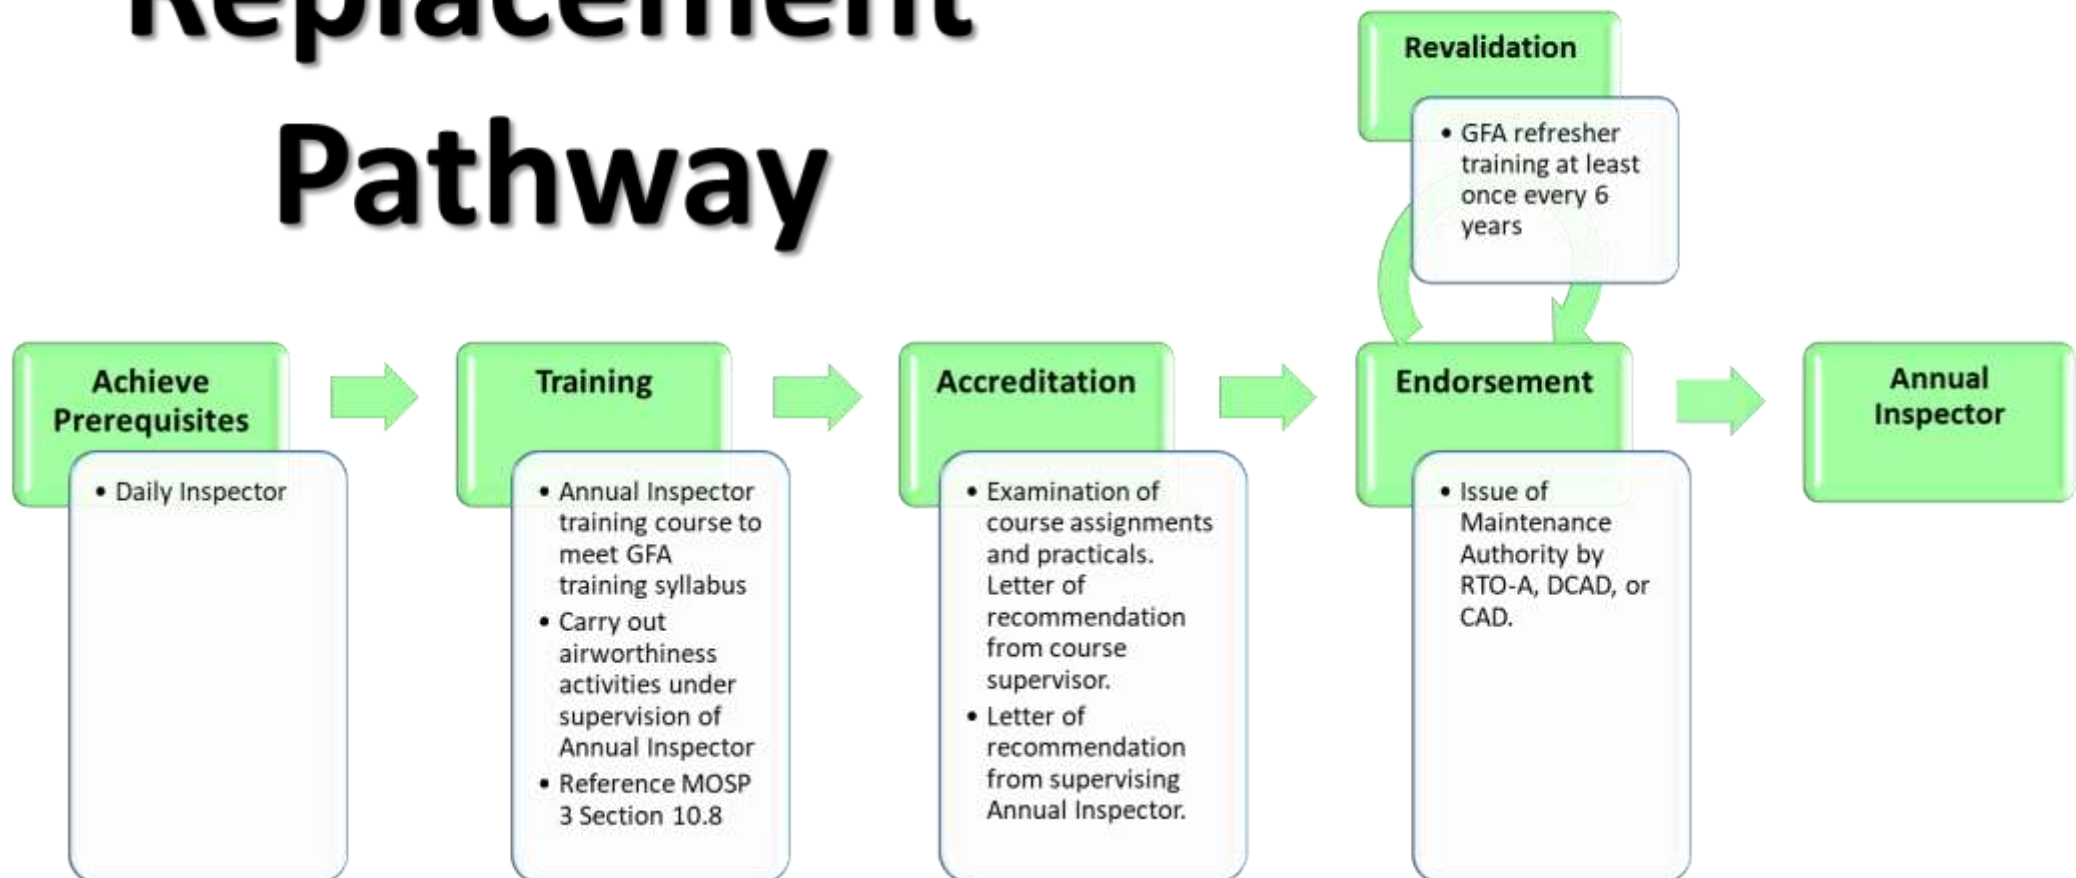 Replacement
Pathway
Revalidation
• GFA refresher
training at least
once every 6
years
Achieve
Prerequisites
• Daily Inspector
Training
• Annual Inspector
training course to
meet GFA
training syllabus
• Carry out
airworthiness
activities under
supervision of
Annual Inspector
• Reference MOSP
3 Section 10.8
Accreditation
• Examination of
course assignments
and practicals.
Letter of
recommendation
from course
supervisor.
• Letter of
recommendation
from supervising
Annual Inspector.
Endorsement
• Issue of
Maintenance
Authority by
RTO-A, DCAD, or
CAD.
Annual
Inspector